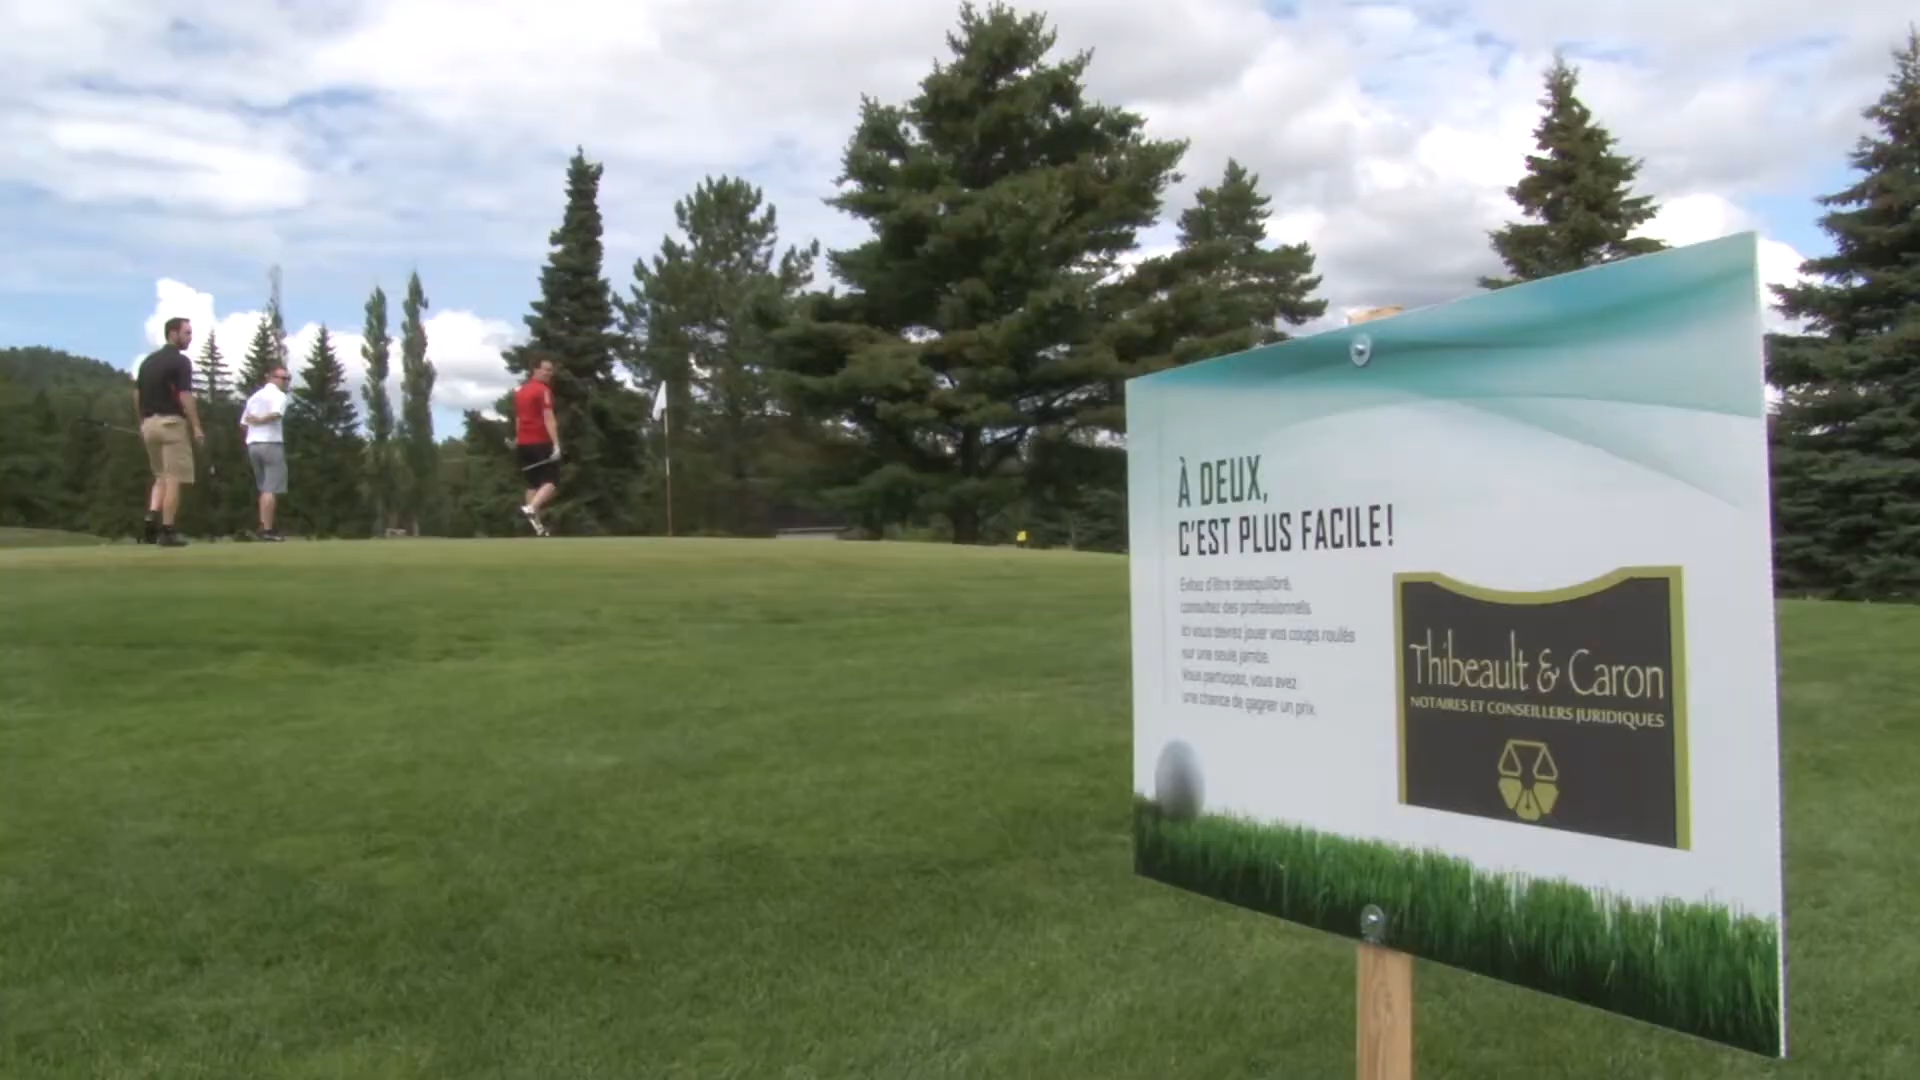 À DEUX,
C'EST PLUS FACILE!
Évitez d'être déséquilibré,
consultez des professionnels.
Ici vous devrez jouer vos coups roulés
sur une seule jambe.
Vous participez, vous avez
une chance de gagner un prix.
Thibeault & Caron
NOTAIRES ET CONSEILLERS JURIDIQUES